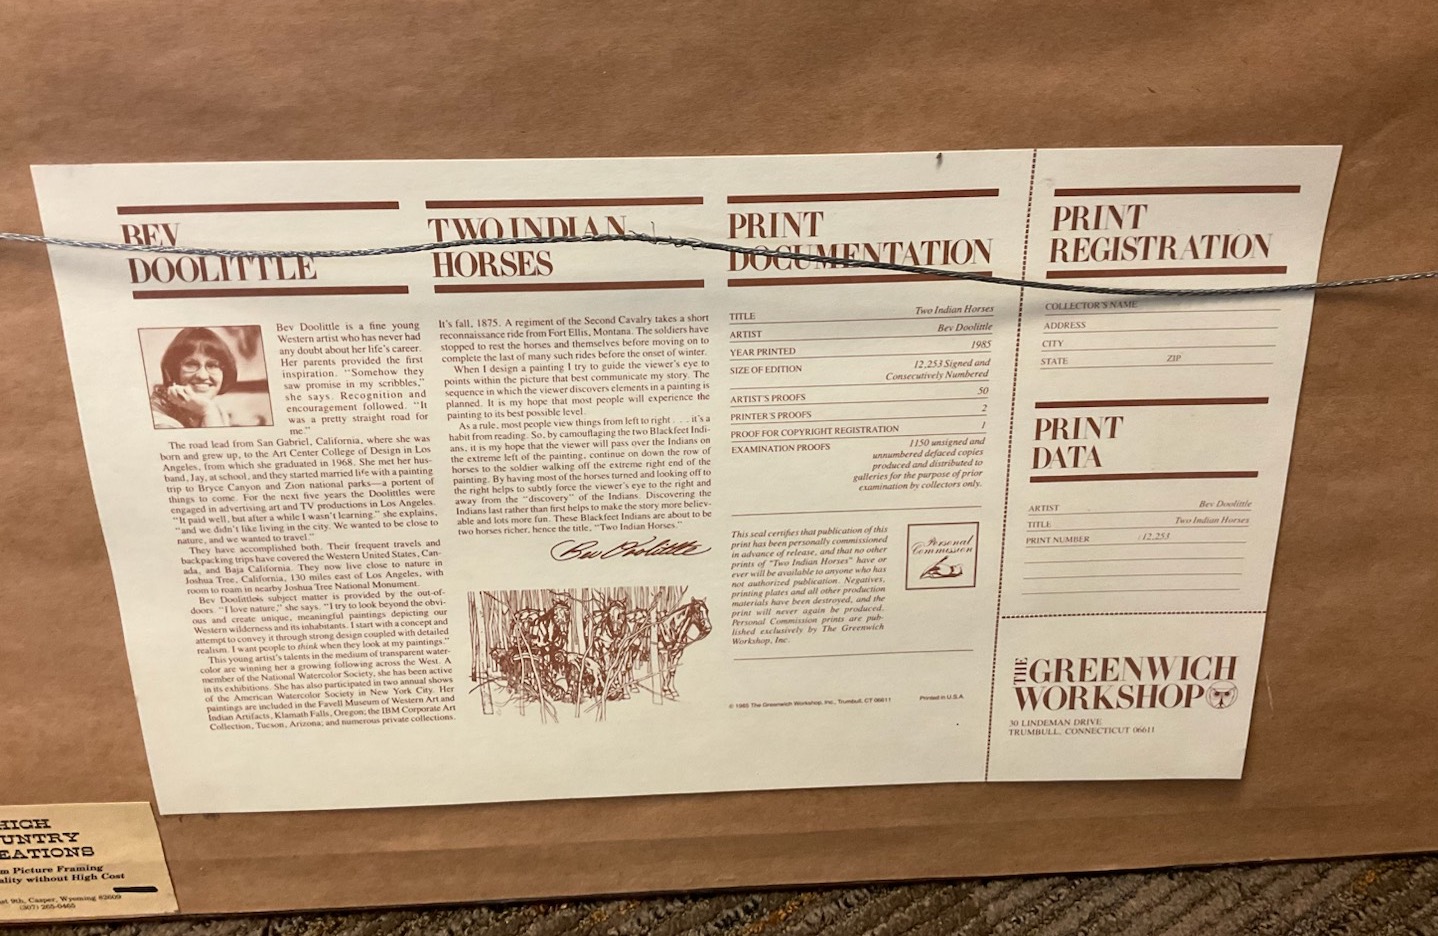 BEV
DOOLITTLE
Bev Doolittle is a fine young
Western artist who has never had
any doubt about her life's career.
Her parents provided the first
inspiration. "Somehow they
saw promise in my scribbles,"
she says. Recognition and
encouragement followed. "It
was a pretty straight road for
me."
The road lead from San Gabriel, California, where she was
born and grew up, to the Art Center College of Design in Los
Angeles, from which she graduated in 1968. She met her hus-
band, Jay, at school, and they started married life with a painting
trip to Bryce Canyon and Zion national parks—a portent of
things to come. For the next five years the Doolittles were
engaged in advertising art and TV productions in Los Angeles.
"It paid well, but after a while I wasn't learning," she explains,
"and we didn't like living in the city. We wanted to be close to
nature, and we wanted to travel."
They have accomplished both. Their frequent travels and
backpacking trips have covered the Western United States, Can-
ada, and Baja California. They now live close to nature in
Joshua Tree, California, 130 miles east of Los Angeles, with
room to roam in nearby Joshua Tree National Monument.
Bev Doolittle's subject matter is provided by the out-of-
doors. "I love nature," she says. "I try to look beyond the obvi-
ous and create unique, meaningful paintings depicting our
Western wilderness and its inhabitants. I start with a concept and
attempt to convey it through strong design coupled with detailed
realism. I want people to think when they look at my paintings."
This young artist's talents in the medium of transparent water-
color are winning her a growing following across the West. A
member of the National Watercolor Society, she has been active
in its exhibitions. She has also participated in two annual shows
of the American Watercolor Society in New York City. Her
paintings are included in the Favell Museum of Western Art and
Indian Artifacts, Klamath Falls, Oregon; the IBM Corporate Art
Collection, Tucson, Arizona; and numerous private collections.
TWO INDIAN
HORSES
It's fall, 1875. A regiment of the Second Cavalry takes a short
reconnaissance ride from Fort Ellis, Montana. The soldiers have
stopped to rest the horses and themselves before moving on to
complete the last of many such rides before the onset of winter.
When I design a painting I try to guide the viewer's eye to
points within the picture that best communicate my story. The
sequence in which the viewer discovers elements in a painting is
planned. It is my hope that most people will experience the
painting to its best possible level.
As a rule, most people view things from left to right . . . it's a
habit from reading. So, by camouflaging the two Blackfeet Indi-
ans, it is my hope that the viewer will pass over the Indians on
the extreme left of the painting, continue on down the row of
horses to the soldier walking off the extreme right end of the
painting. By having most of the horses turned and looking off to
the right helps to subtly force the viewer's eye to the right and
away from the "discovery" of the Indians. Discovering the
Indians last rather than first helps to make the story more believ-
able and lots more fun. These Blackfeet Indians are about to be
two horses richer, hence the title, "Two Indian Horses."
Bev Doolittle
PRINT
DOCUMENTATION
TITLE Two Indian Horses
ARTIST Bev Doolittle
YEAR PRINTED 1985
SIZE OF EDITION 12,253 Signed and
Consecutively Numbered
ARTIST'S PROOFS 50
PRINTER'S PROOFS 2
PROOF FOR COPYRIGHT REGISTRATION 1
EXAMINATION PROOFS 1150 unsigned and
unnumbered defaced copies
produced and distributed to
galleries for the purpose of prior
examination by collectors only.
This seal certifies that publication of this
print has been personally commissioned
in advance of release, and that no other
prints of "Two Indian Horses" have or
ever will be available to anyone who has
not authorized publication. Negatives,
printing plates and all other production
materials have been destroyed, and the
print will never again be produced.
Personal Commission prints are pub-
lished exclusively by The Greenwich
Workshop, Inc.
Personal
Commission
© 1985 The Greenwich Workshop, Inc., Trumbull, CT 06611 Printed in U.S.A.
PRINT
REGISTRATION
COLLECTOR'S NAME
ADDRESS
CITY
STATE ZIP
PRINT
DATA
ARTIST Bev Doolittle
TITLE Two Indian Horses
PRINT NUMBER /12,253
THE GREENWICH
WORKSHOP
30 LINDEMAN DRIVE
TRUMBULL, CONNECTICUT 06611
HIGH
UNTRY
EATIONS
m Picture Framing
ality without High Cost
st 9th, Casper, Wyoming 82609
(307) 265-0465